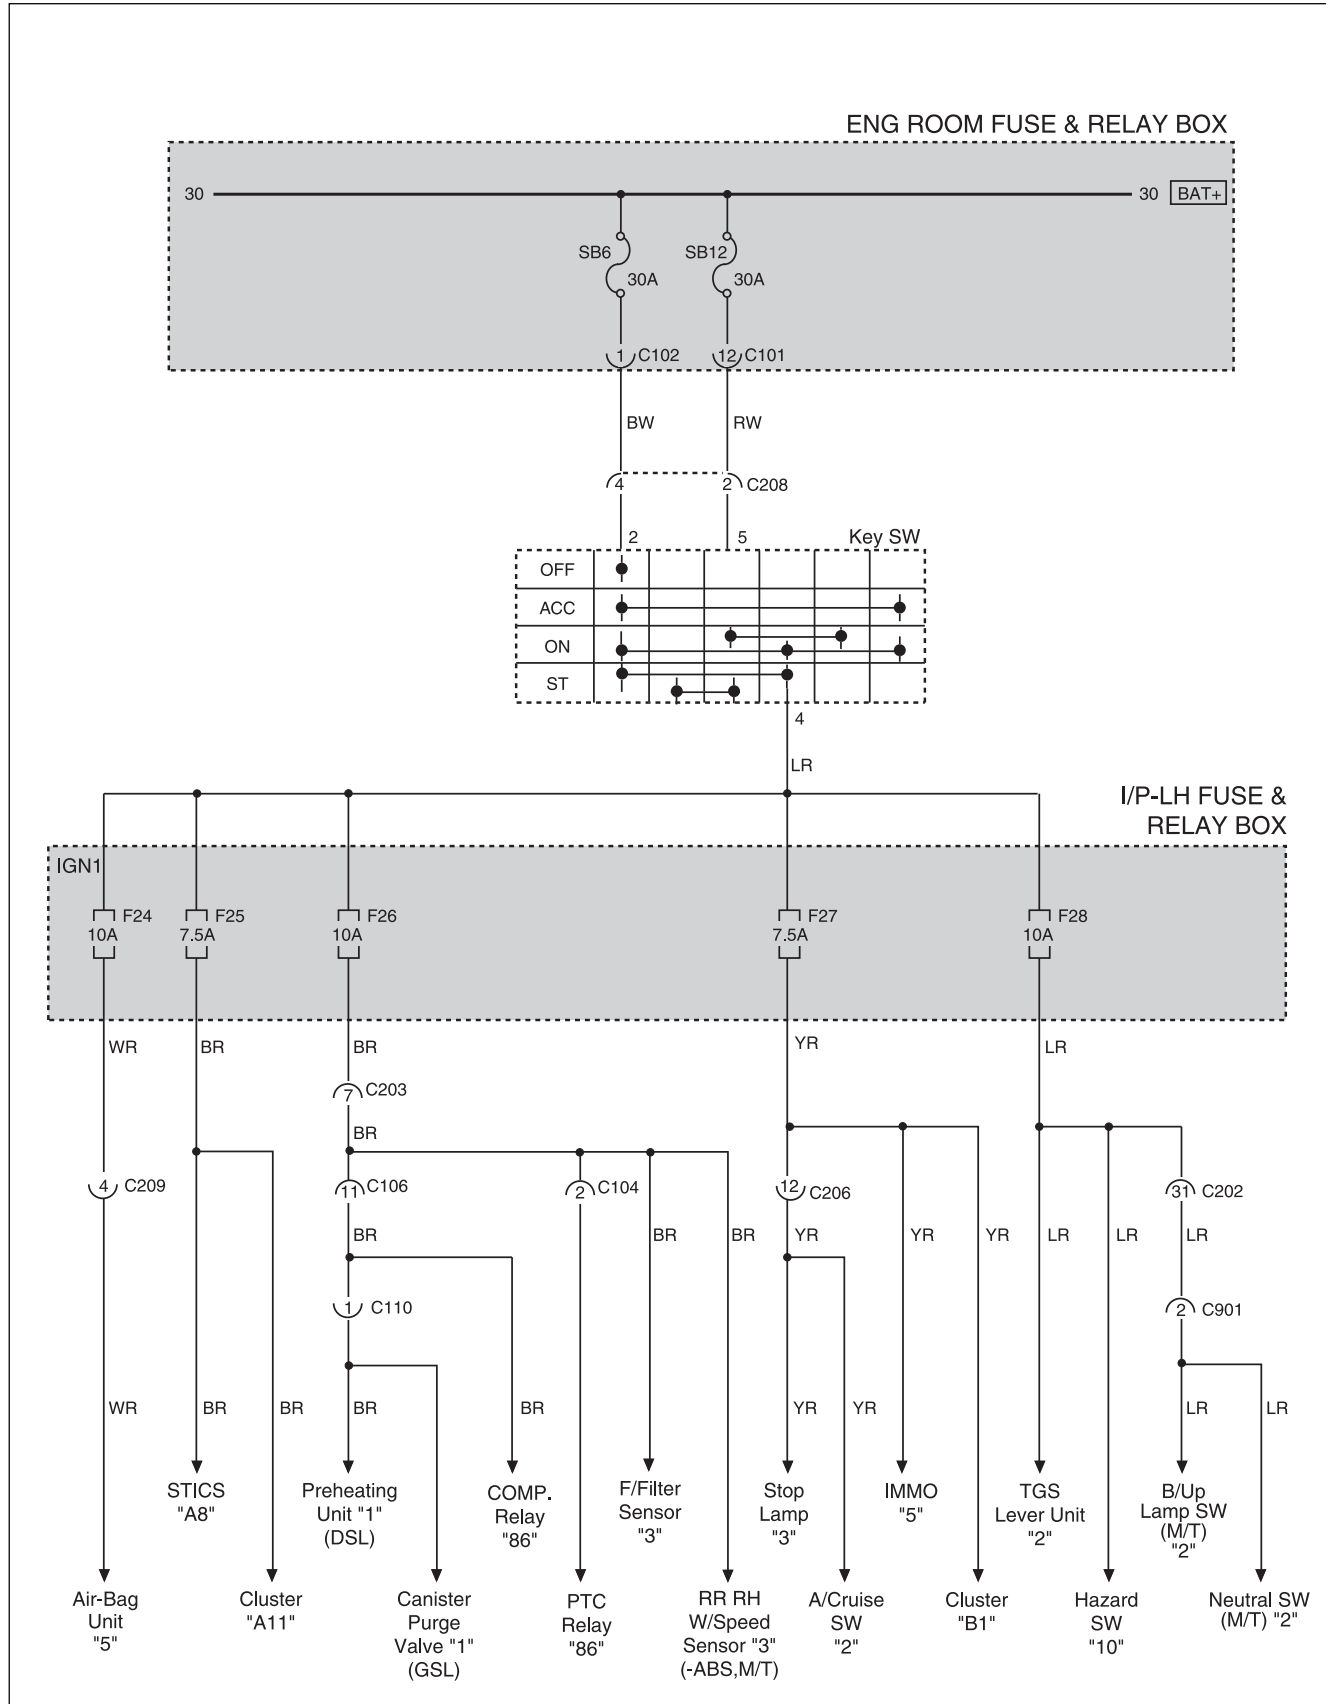 ENG ROOM FUSE & RELAY BOX
30
30 BAT+
SB6
SB12
30A
30A
1 C102
12 C101
BW
RW
4
2 C208
2
5
Key SW
OFF
ACC
ON
ST
4
LR
I/P-LH FUSE &
RELAY BOX
IGN1
F24
10A
F25
7.5A
F26
10A
F27
7.5A
F28
10A
WR
BR
BR
YR
LR
7 C203
BR
4 C209
11 C106
2 C104
12 C206
31 C202
BR
BR
BR
YR
YR
YR
LR
LR
LR
1 C110
2 C901
WR
BR
BR
BR
BR
YR
YR
LR
LR
STICS
"A8"
Preheating
Unit "1"
(DSL)
COMP.
Relay
"86"
F/Filter
Sensor
"3"
Stop
Lamp
"3"
IMMO
"5"
TGS
Lever Unit
"2"
B/Up
Lamp SW
(M/T)
"2"
Air-Bag
Unit
"5"
Cluster
"A11"
Canister
Purge
Valve "1"
(GSL)
PTC
Relay
"86"
RR RH
W/Speed
Sensor "3"
(-ABS,M/T)
A/Cruise
SW
"2"
Cluster
"B1"
Hazard
SW
"10"
Neutral SW
(M/T) "2"